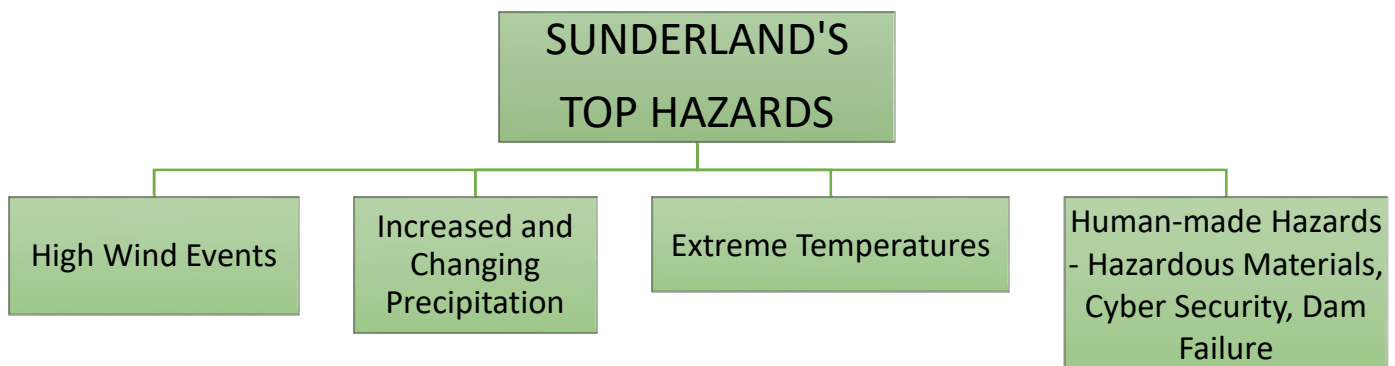 SUNDERLAND'S
TOP HAZARDS
High Wind Events
Increased and
Changing
Precipitation
Extreme Temperatures
Human-made Hazards
- Hazardous Materials,
Cyber Security, Dam
Failure